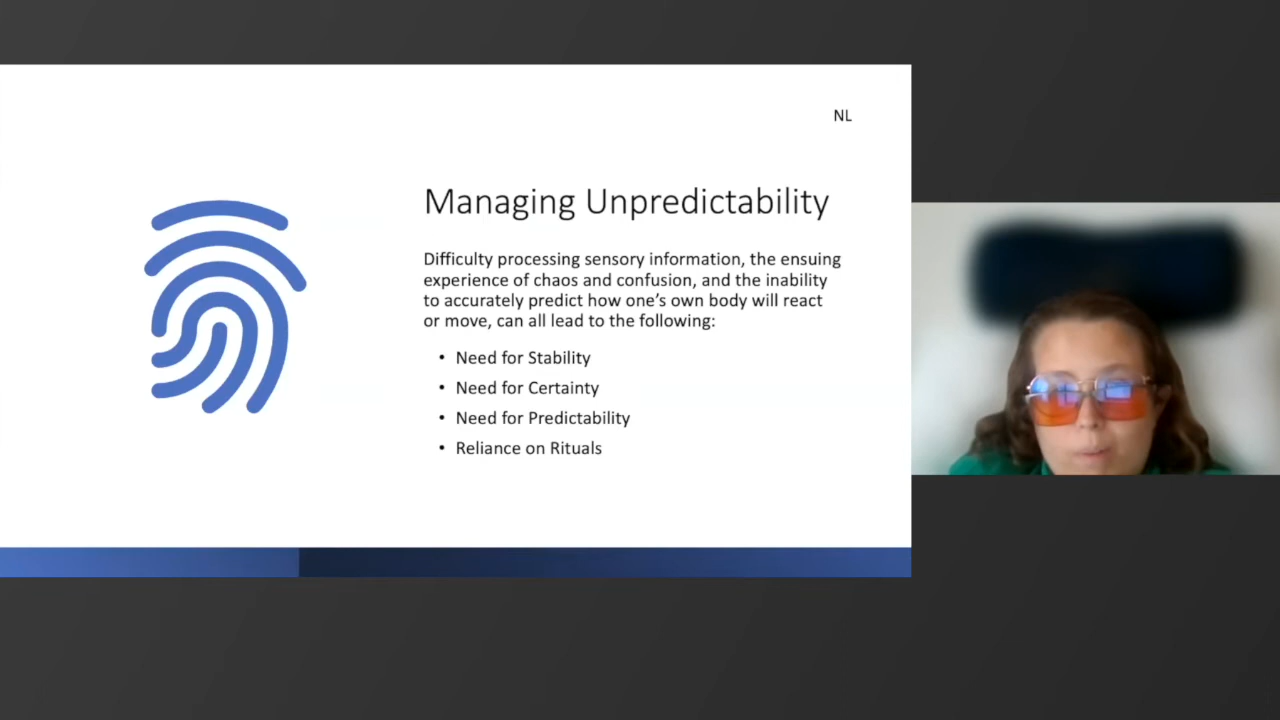 NL
Managing Unpredictability
Difficulty processing sensory information, the ensuing
experience of chaos and confusion, and the inability
to accurately predict how one’s own body will react
or move, can all lead to the following:
• Need for Stability
• Need for Certainty
• Need for Predictability
• Reliance on Rituals